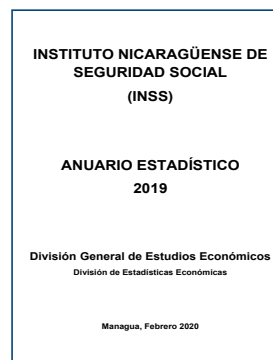 INSTITUTO NICARAGÜENSE DE
SEGURIDAD SOCIAL
(INSS)
ANUARIO ESTADÍSTICO
2019
División General de Estudios Económicos
División de Estadísticas Económicas
Managua, Febrero 2020